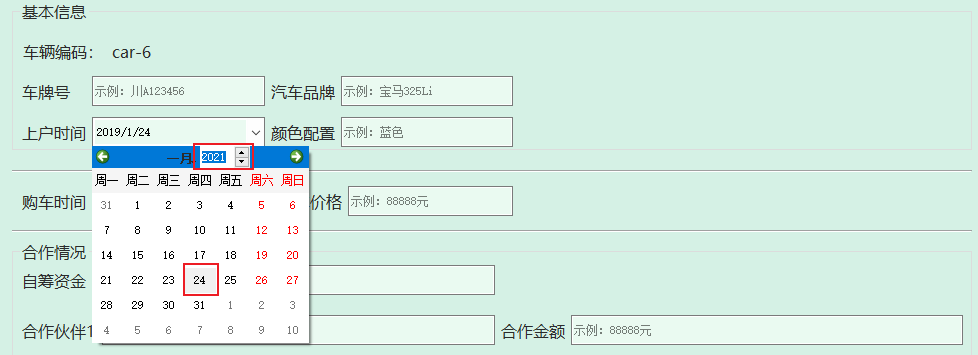 基本信息
车辆编码： car-6
车牌号 示例：川A123456 汽车品牌 示例：宝马325Li
上户时间 2019/1/24 颜色配置 示例：蓝色
一月 2021
周一 周二 周三 周四 周五 周六 周日
31 1 2 3 4 5 6
购车时间 价格 示例：88888元
7 8 9 10 11 12 13
14 15 16 17 18 19 20
合作情况
自筹资金
21 22 23 24 25 26 27
28 29 30 31 1 2 3
合作伙伴1 合作金额 示例：88888元
4 5 6 7 8 9 10